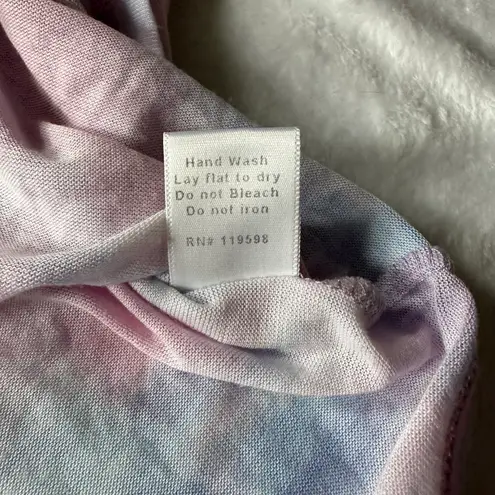 Hand Wash
Lay flat to dry
Do not Bleach
Do not iron
RN# 119598